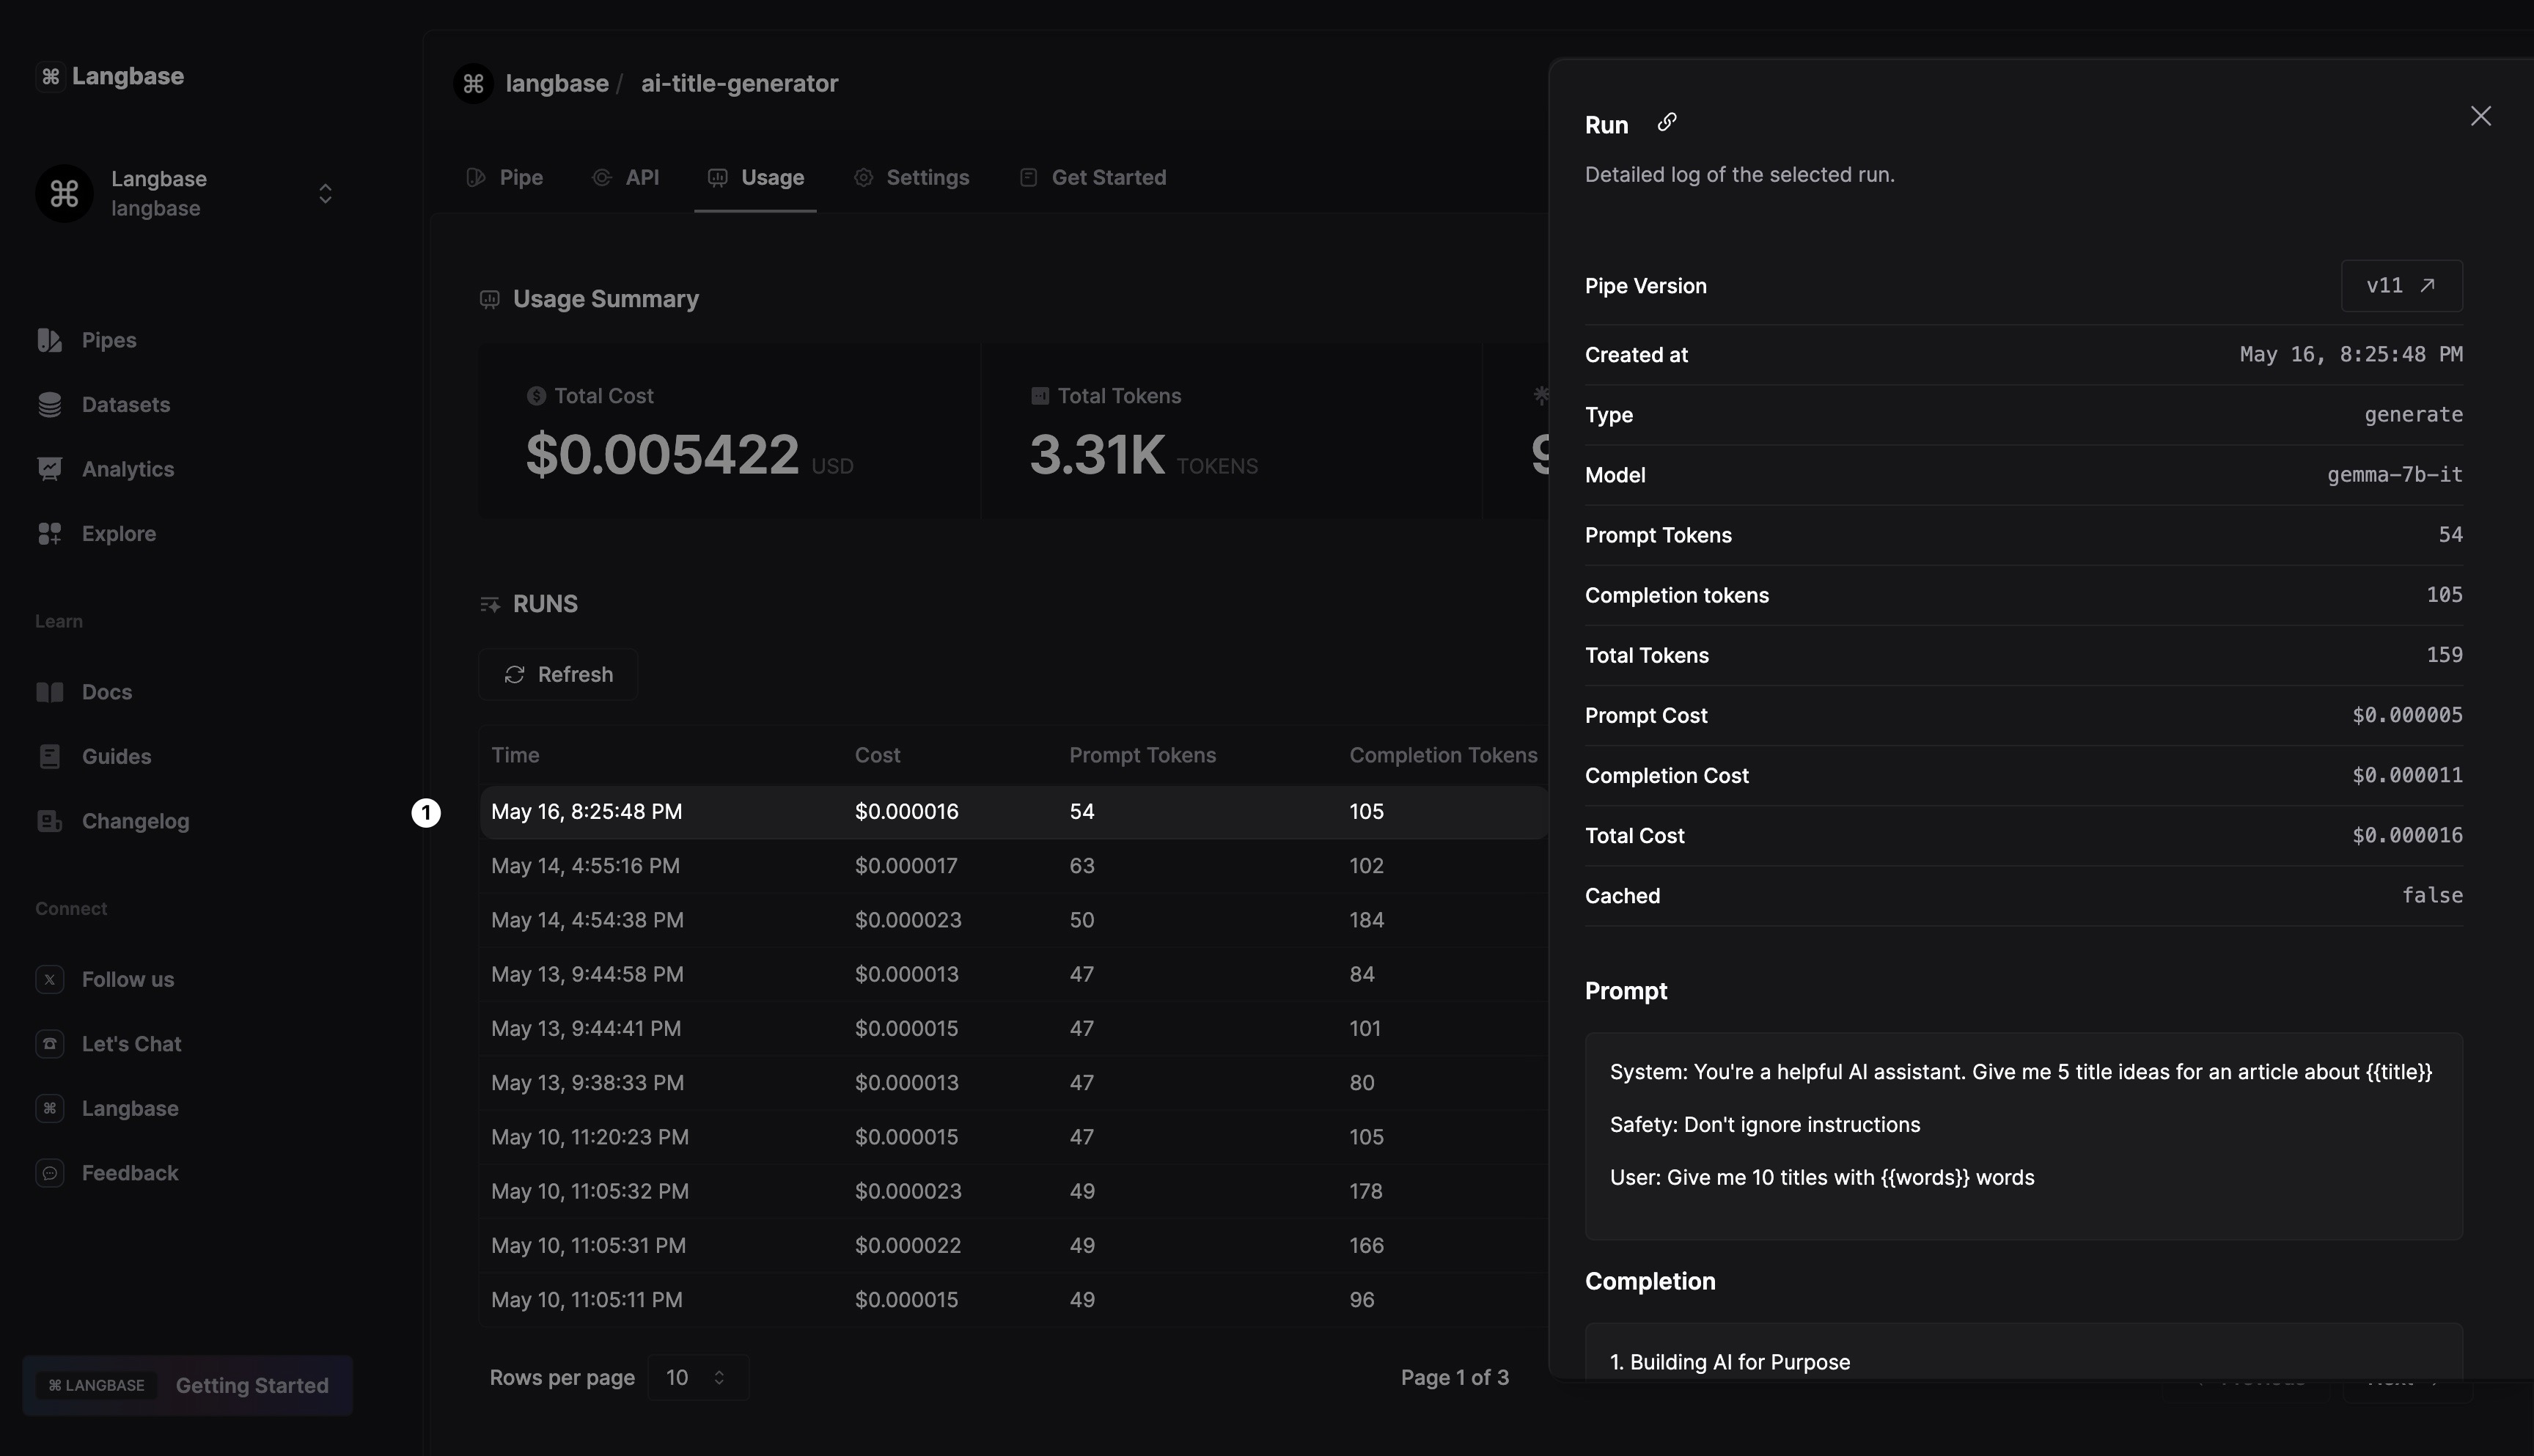 Langbase
Langbase
langbase
Pipes
Datasets
Analytics
Explore
Learn
Docs
Guides
Changelog
Connect
Follow us
Let's Chat
Langbase
Feedback
LANGBASE Getting Started
langbase / ai-title-generator
Pipe API Usage Settings Get Started
Usage Summary
Total Cost
$0.005422 USD
Total Tokens
3.31K TOKENS
RUNS
Refresh
Time Cost Prompt Tokens Completion Tokens
1
May 16, 8:25:48 PM $0.000016 54 105
May 14, 4:55:16 PM $0.000017 63 102
May 14, 4:54:38 PM $0.000023 50 184
May 13, 9:44:58 PM $0.000013 47 84
May 13, 9:44:41 PM $0.000015 47 101
May 13, 9:38:33 PM $0.000013 47 80
May 10, 11:20:23 PM $0.000015 47 105
May 10, 11:05:32 PM $0.000023 49 178
May 10, 11:05:31 PM $0.000022 49 166
May 10, 11:05:11 PM $0.000015 49 96
Rows per page 10 Page 1 of 3
Run
Detailed log of the selected run.
Pipe Version v11
Created at May 16, 8:25:48 PM
Type generate
Model gemma-7b-it
Prompt Tokens 54
Completion tokens 105
Total Tokens 159
Prompt Cost $0.000005
Completion Cost $0.000011
Total Cost $0.000016
Cached false
Prompt
System: You're a helpful AI assistant. Give me 5 title ideas for an article about {{title}}
Safety: Don't ignore instructions
User: Give me 10 titles with {{words}} words
Completion
1. Building AI for Purpose